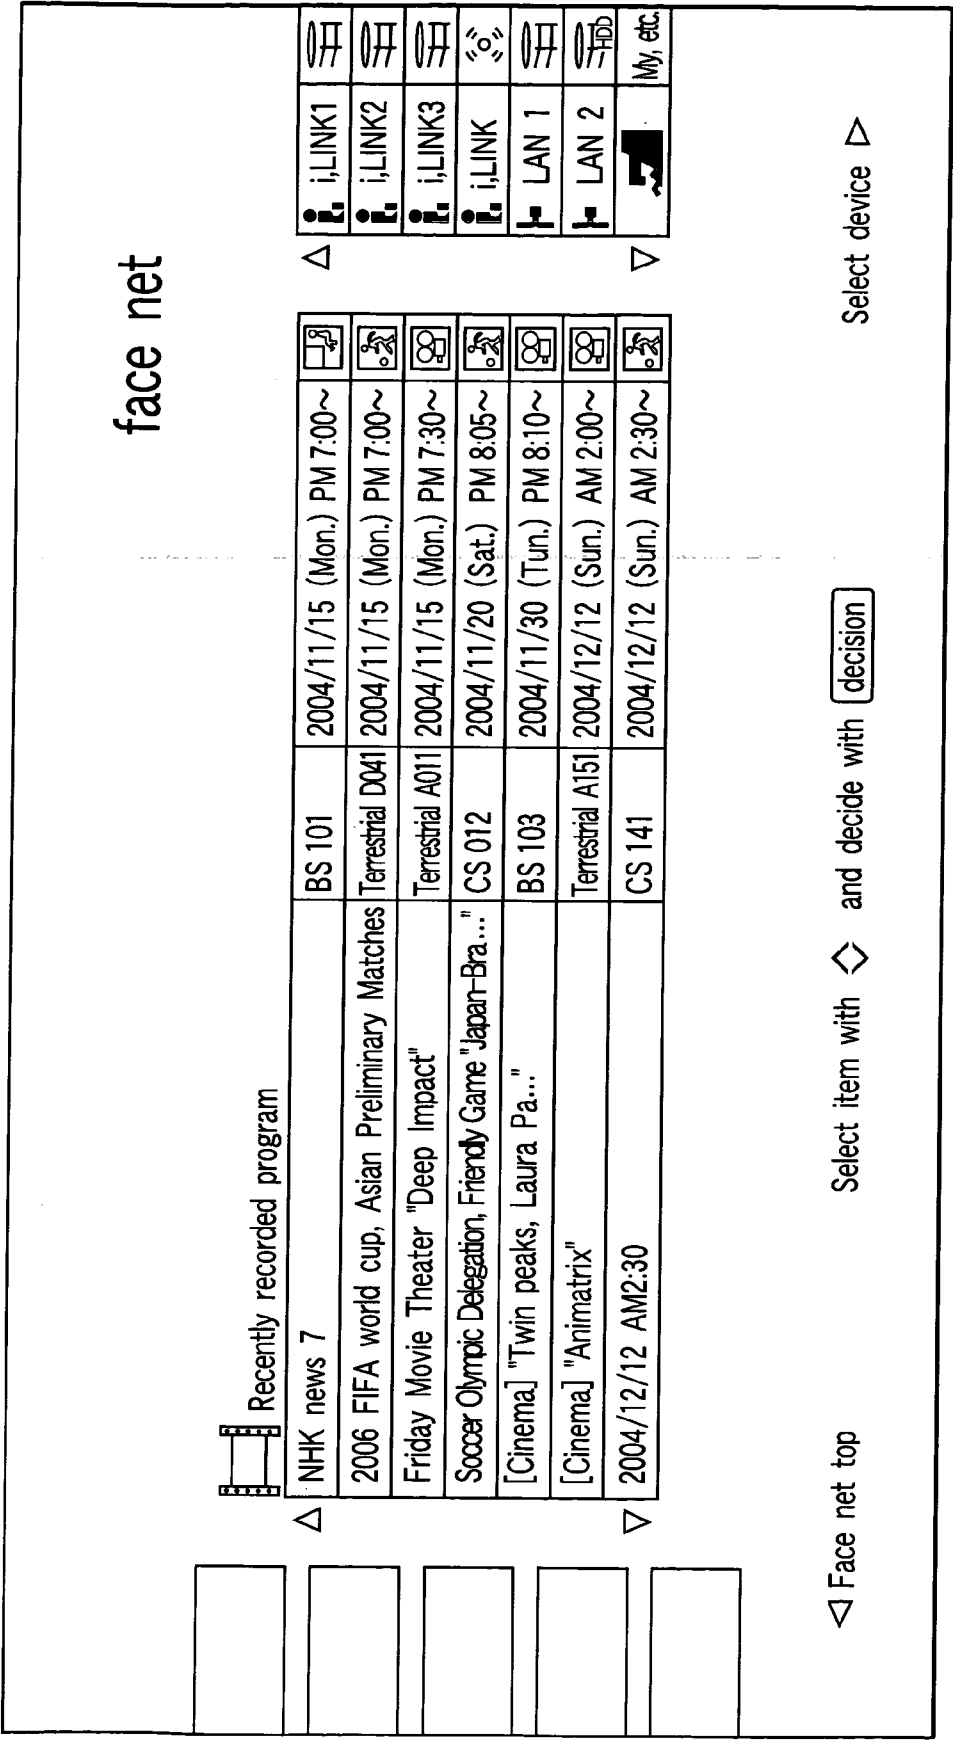 face net
Recently recorded program
NHK news 7 BS 101 2004/11/15 (Mon.) PM 7:00~
2006 FIFA world cup, Asian Preliminary Matches Terrestrial D041 2004/11/15 (Mon.) PM 7:00~
Friday Movie Theater "Deep Impact" Terrestrial A011 2004/11/15 (Mon.) PM 7:30~
Soccer Olympic Delegation, Friendly Game "Japan-Bra..." CS 012 2004/11/20 (Sat.) PM 8:05~
[Cinema] "Twin peaks, Laura Pa..." BS 103 2004/11/30 (Tun.) PM 8:10~
[Cinema] "Animatrix" Terrestrial A151 2004/12/12 (Sun.) AM 2:00~
2004/12/12 AM2:30 CS 141 2004/12/12 (Sun.) AM 2:30~
i,LINK1
i,LINK2
i,LINK3
i,LINK
LAN 1
LAN 2 HDD
My, etc.
◁ Face net top Select item with ◇ and decide with decision Select device ▷